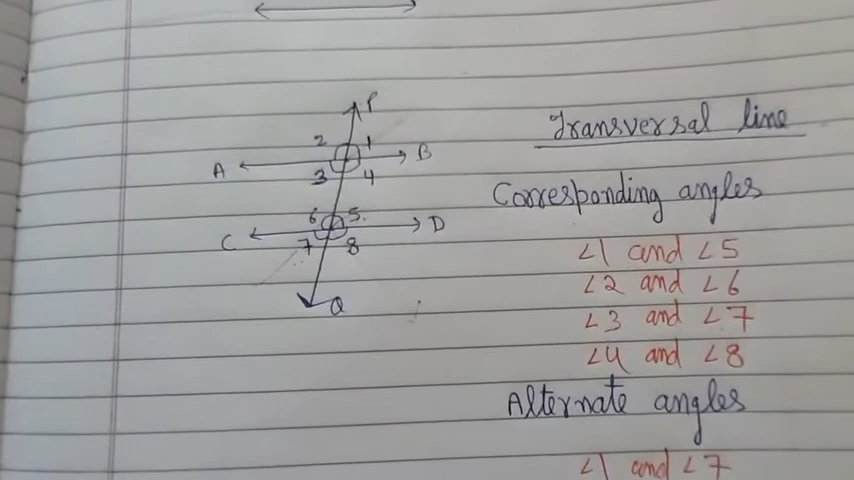 P
2 1
A B
3 4
6 5
C D
7 8
Q
Transversal line
Corresponding angles
∠1 and ∠5
∠2 and ∠6
∠3 and ∠7
∠4 and ∠8
Alternate angles
∠1 and ∠7